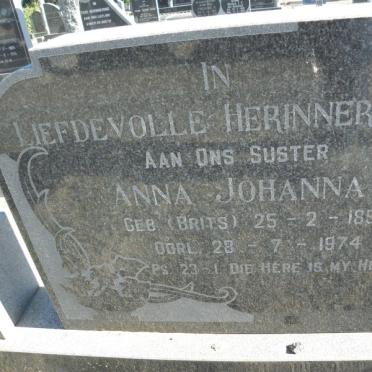 IN
LIEFDEVOLLE HERINNER
AAN ONS SUSTER
ANNA JOHANNA
GEB (BRITS) 25 - 2 - 18
OORL. 28 - 7 - 1974
PS. 23 - 1. DIE HERE IS MY H